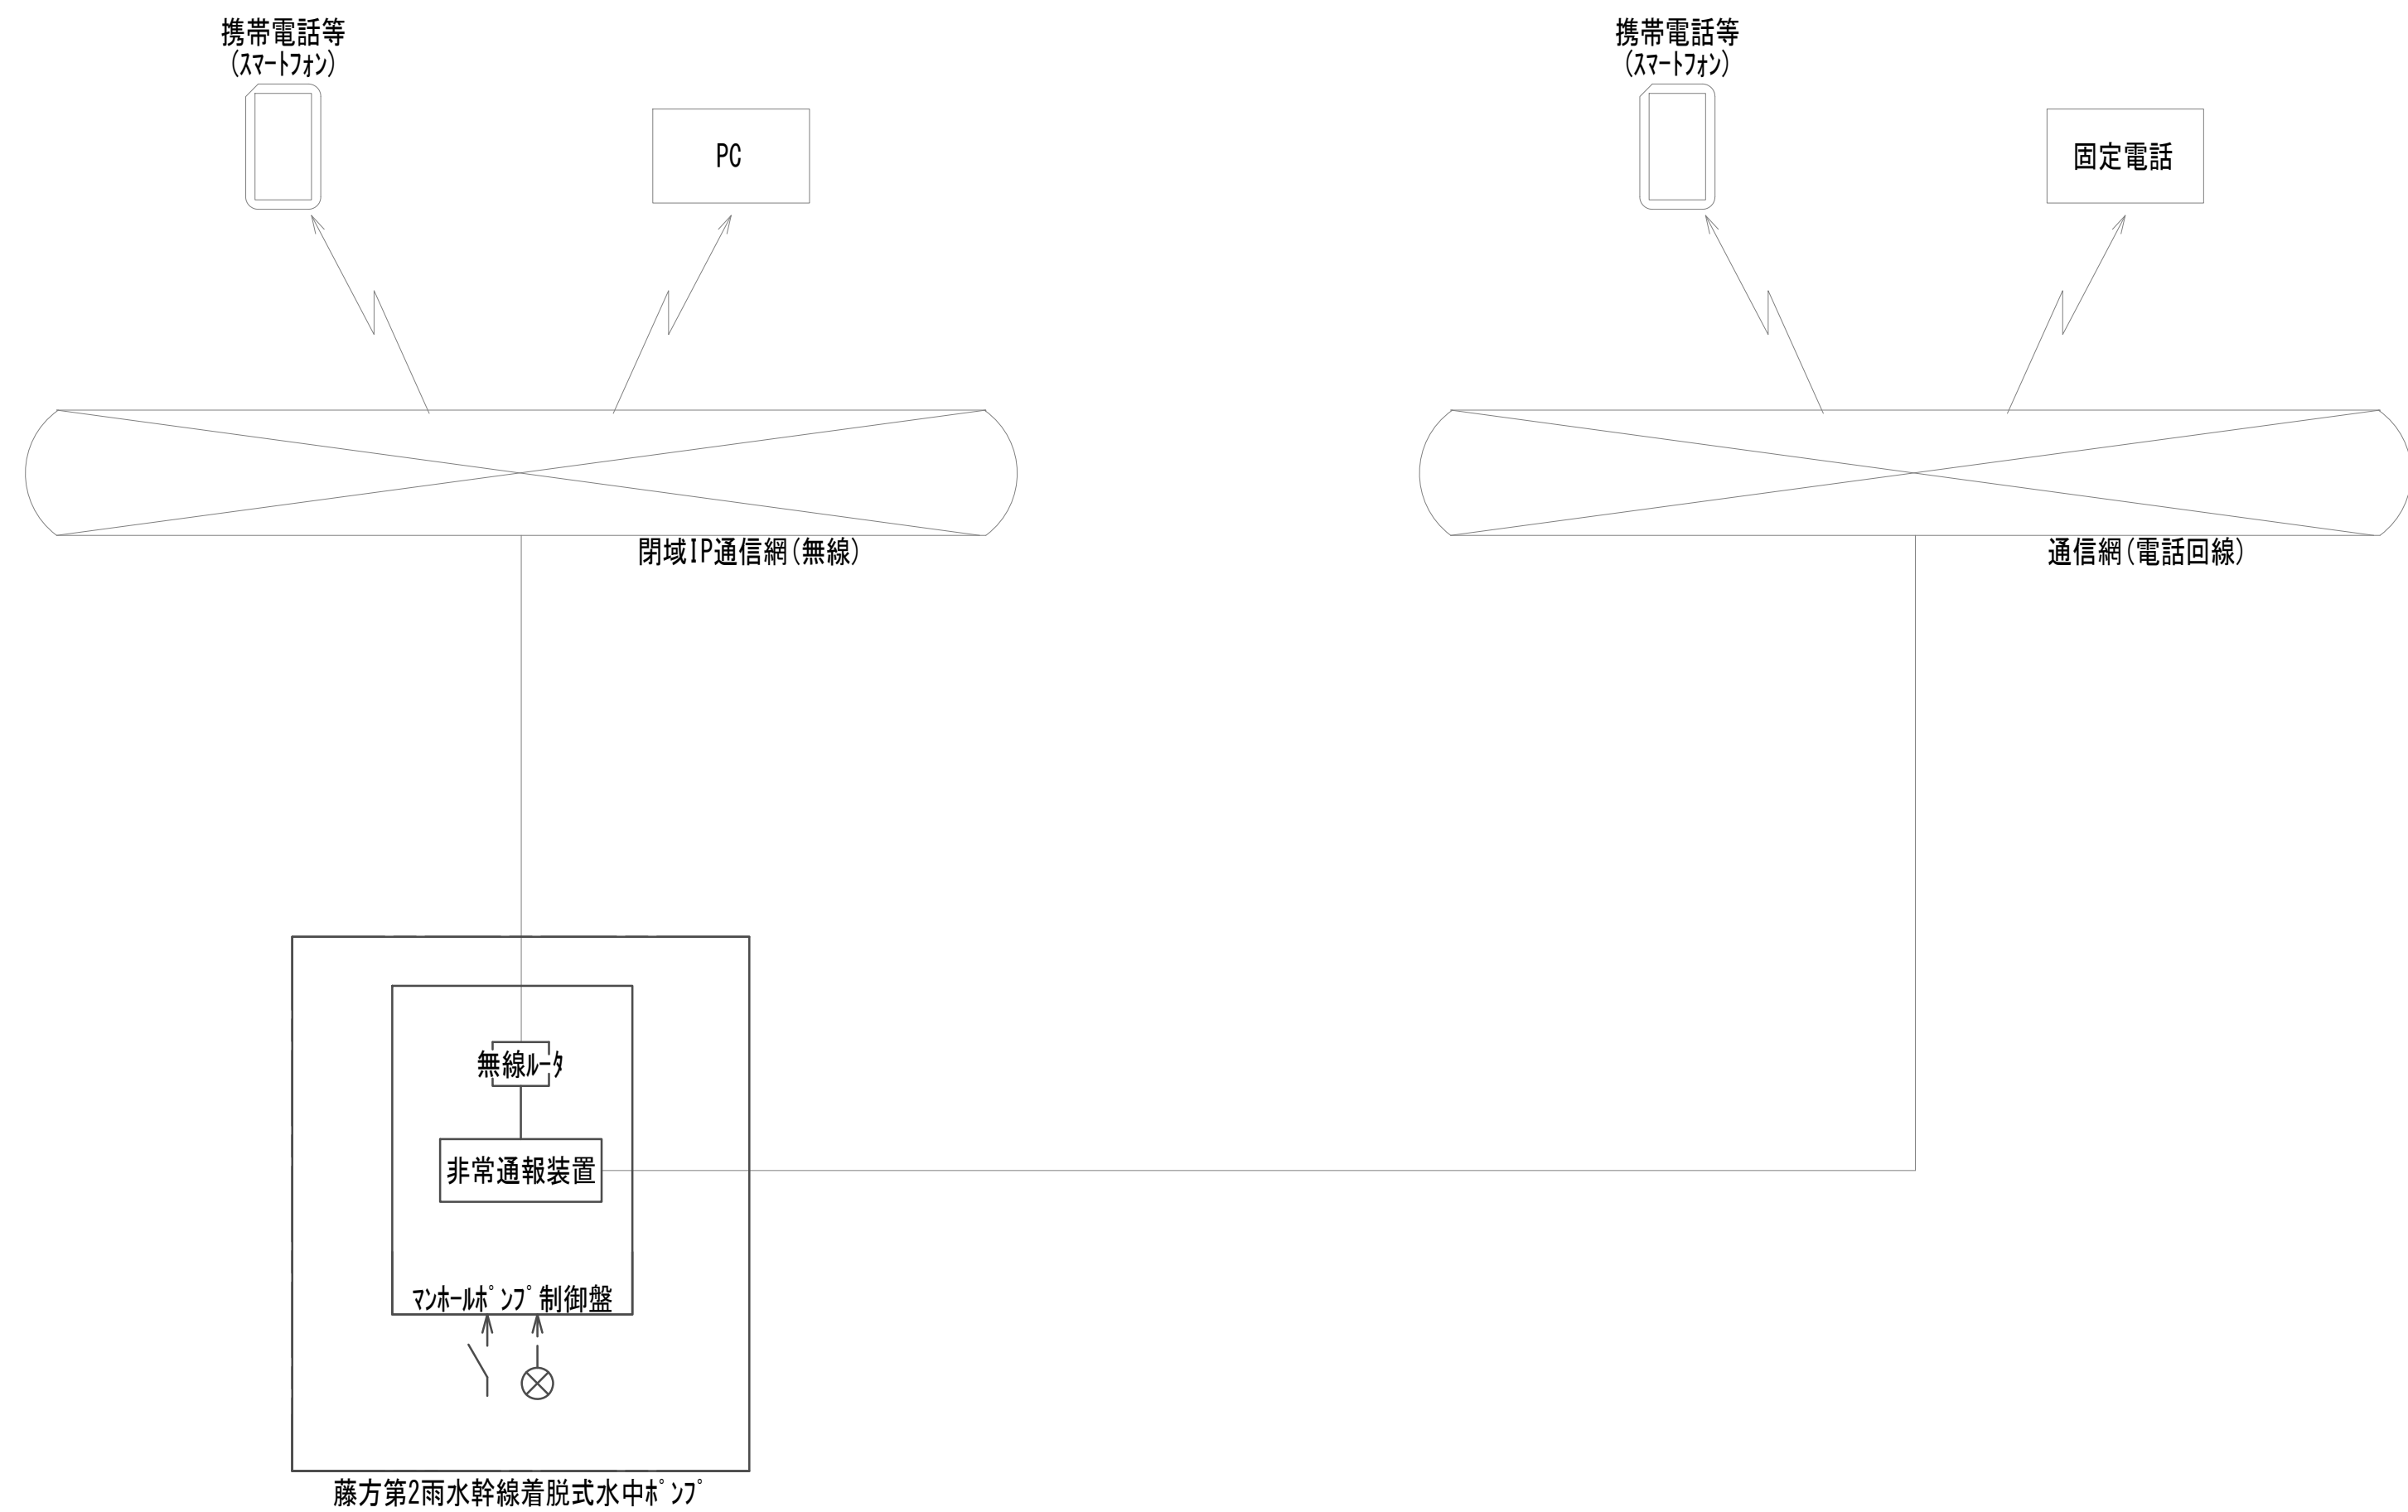 携帯電話等
(ｽﾏｰﾄﾌｫﾝ)
PC
携帯電話等
(ｽﾏｰﾄﾌｫﾝ)
固定電話
閉域IP通信網(無線)
通信網(電話回線)
無線ﾙｰﾀ
非常通報装置
ﾏﾝﾎｰﾙﾎﾟﾝﾌﾟ制御盤
藤方第2雨水幹線着脱式水中ﾎﾟﾝﾌﾟ